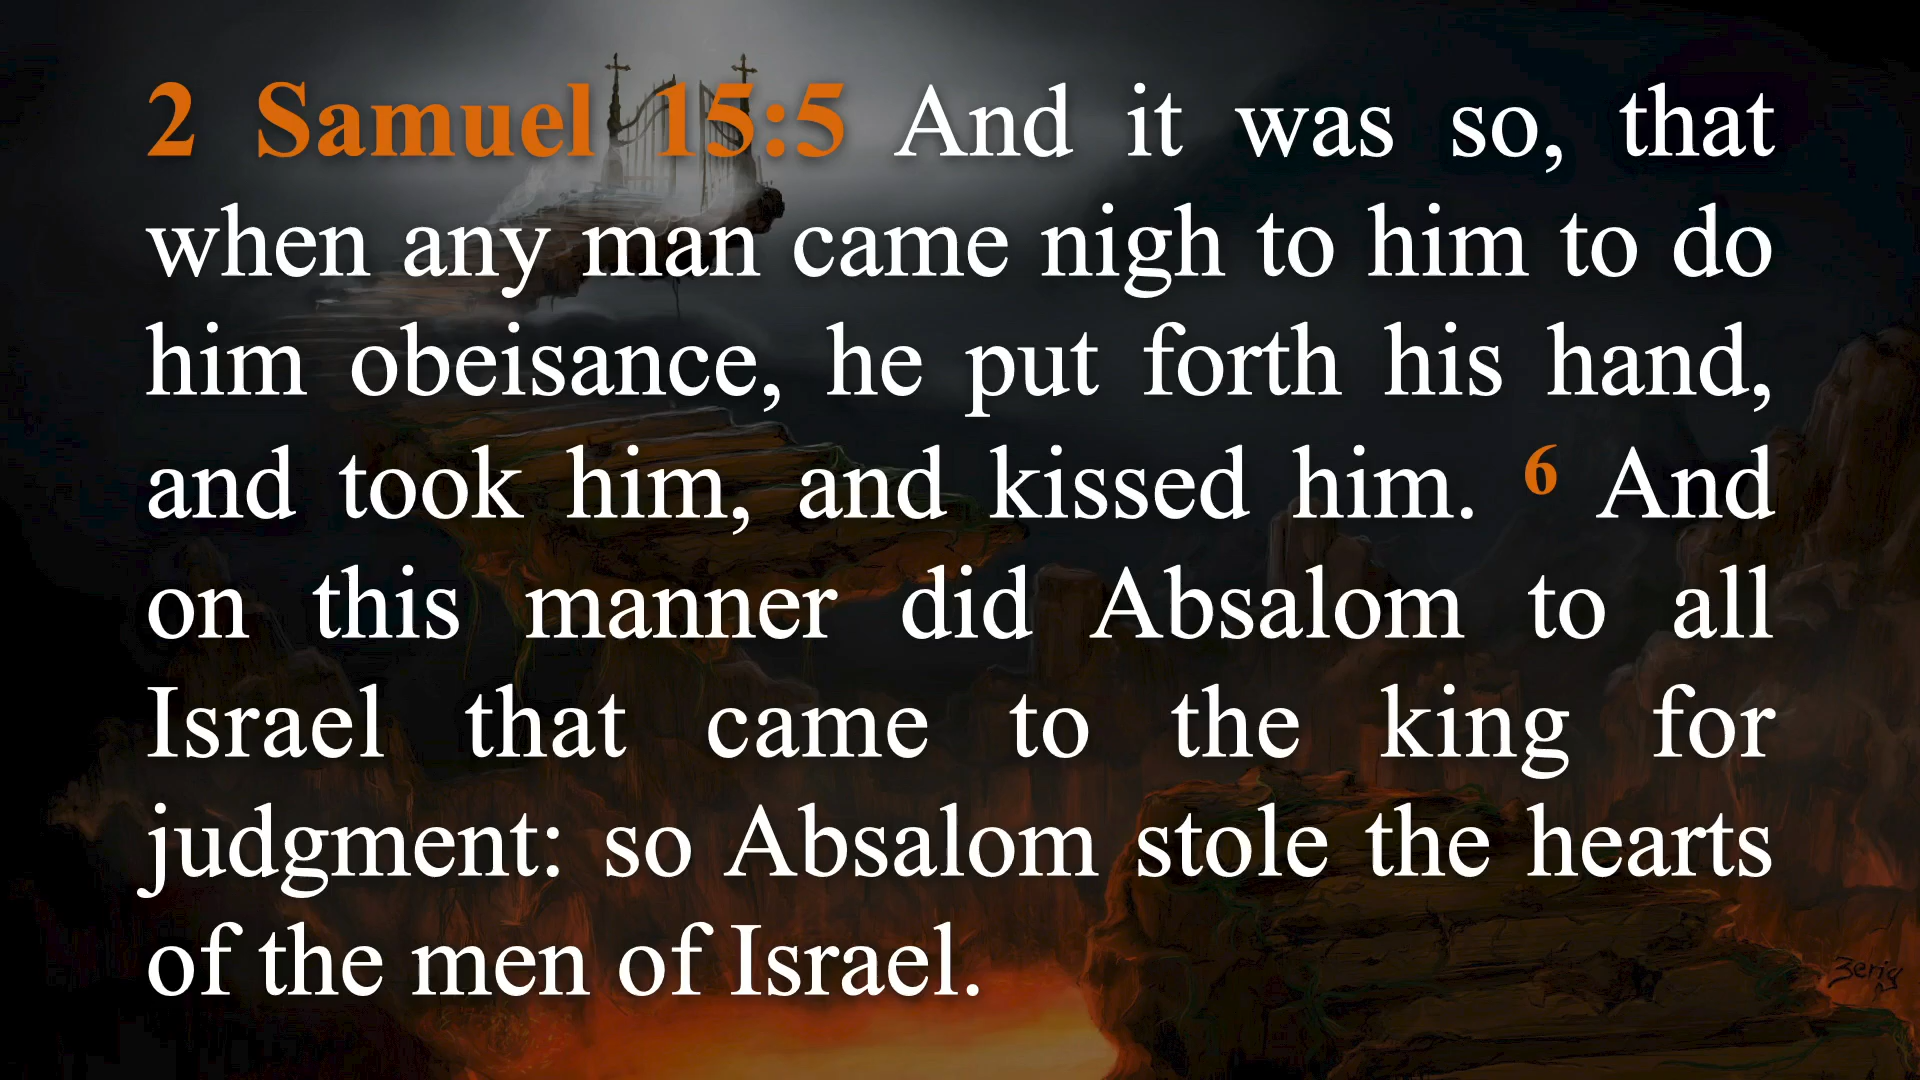 2 Samuel 15:5 And it was so, that
when any man came nigh to him to do
him obeisance, he put forth his hand,
and took him, and kissed him. 6 And
on this manner did Absalom to all
Israel that came to the king for
judgment: so Absalom stole the hearts
of the men of Israel.
Zerig